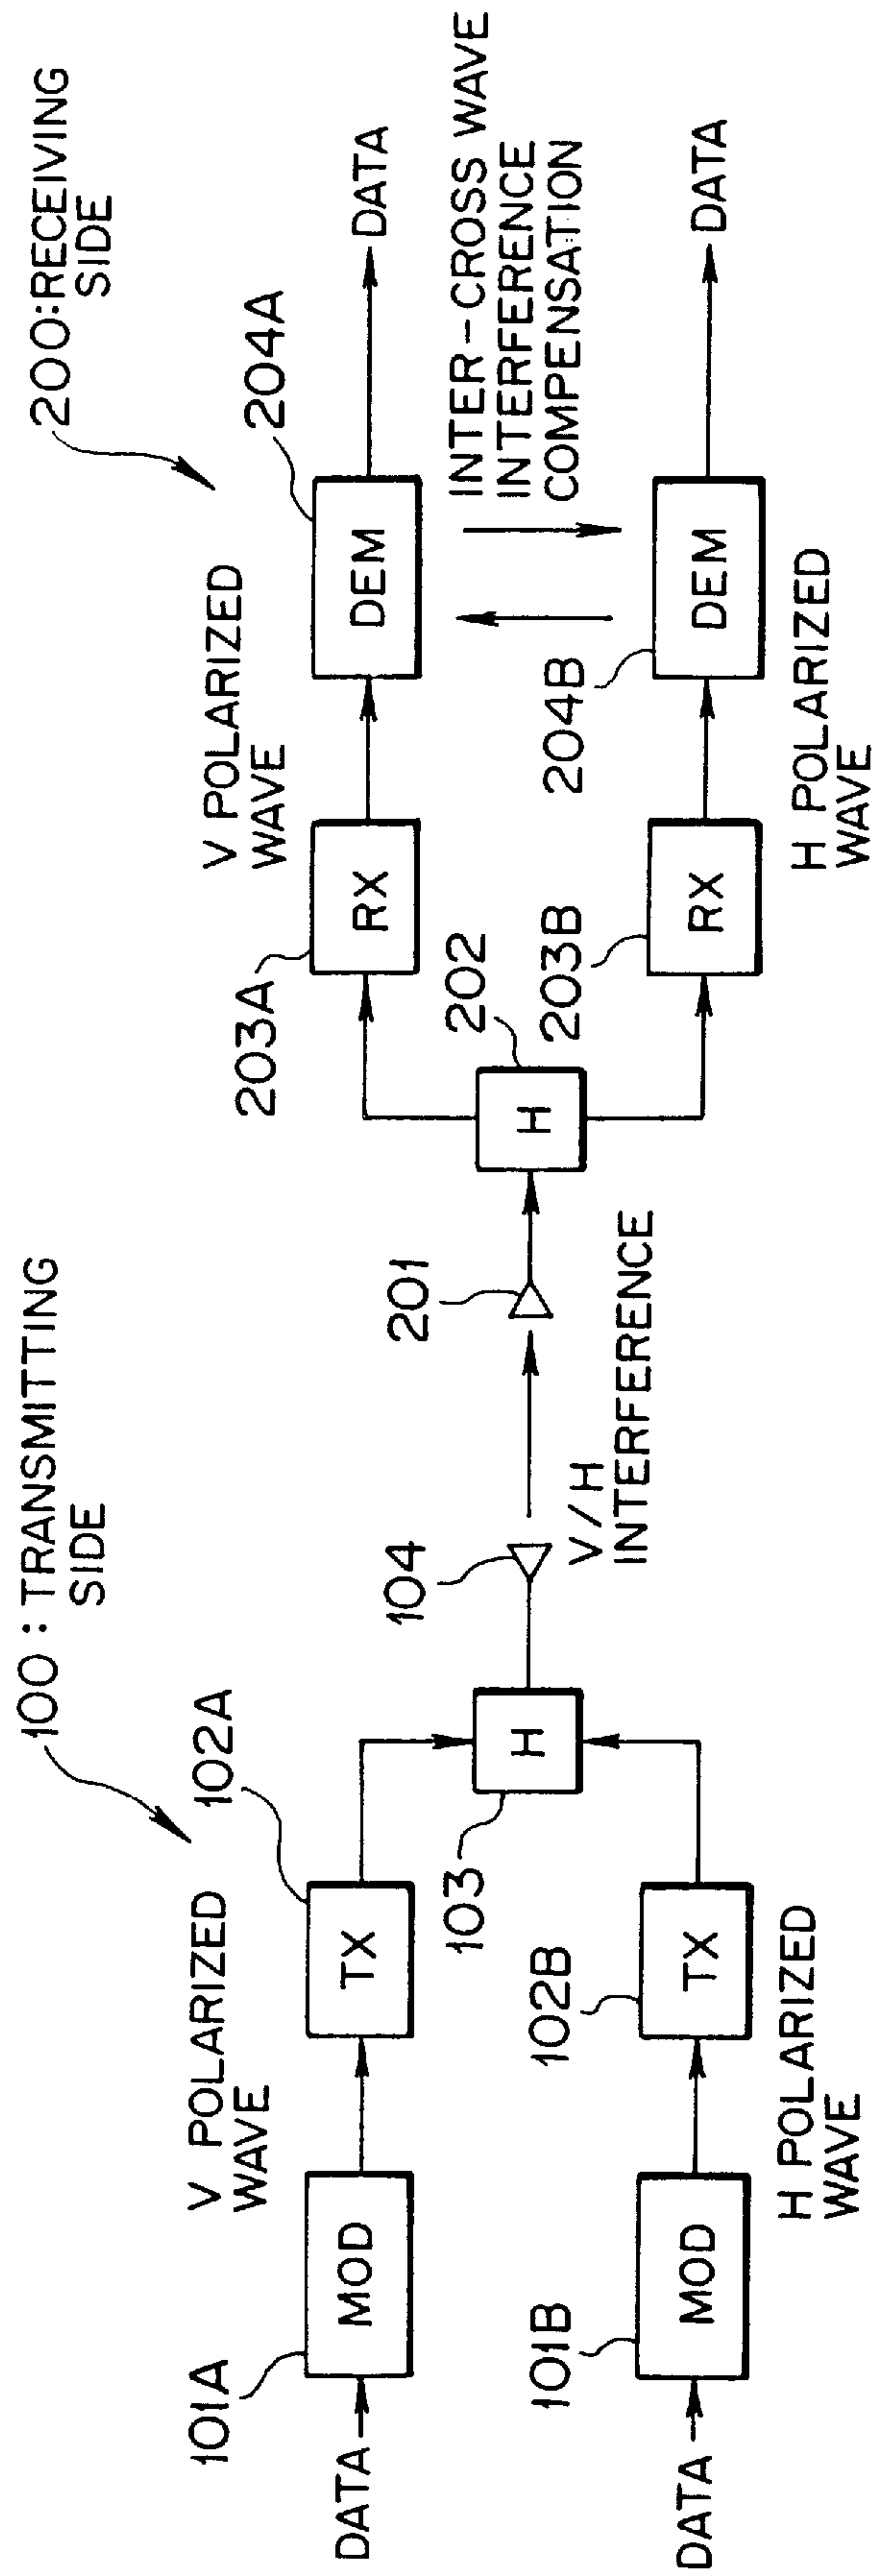 100: TRANSMITTING
SIDE
200:RECEIVING
SIDE
V POLARIZED
WAVE
101A
102A
DATA
MOD
TX
103
H
104
101B
102B
DATA
MOD
TX
H POLARIZED
WAVE
V/H
INTERFERENCE
201
202
H
V POLARIZED
WAVE
203A
204A
RX
DEM
DATA
INTER-CROSS WAVE
INTERFERENCE
COMPENSATION
203B
204B
RX
DEM
DATA
H POLARIZED
WAVE